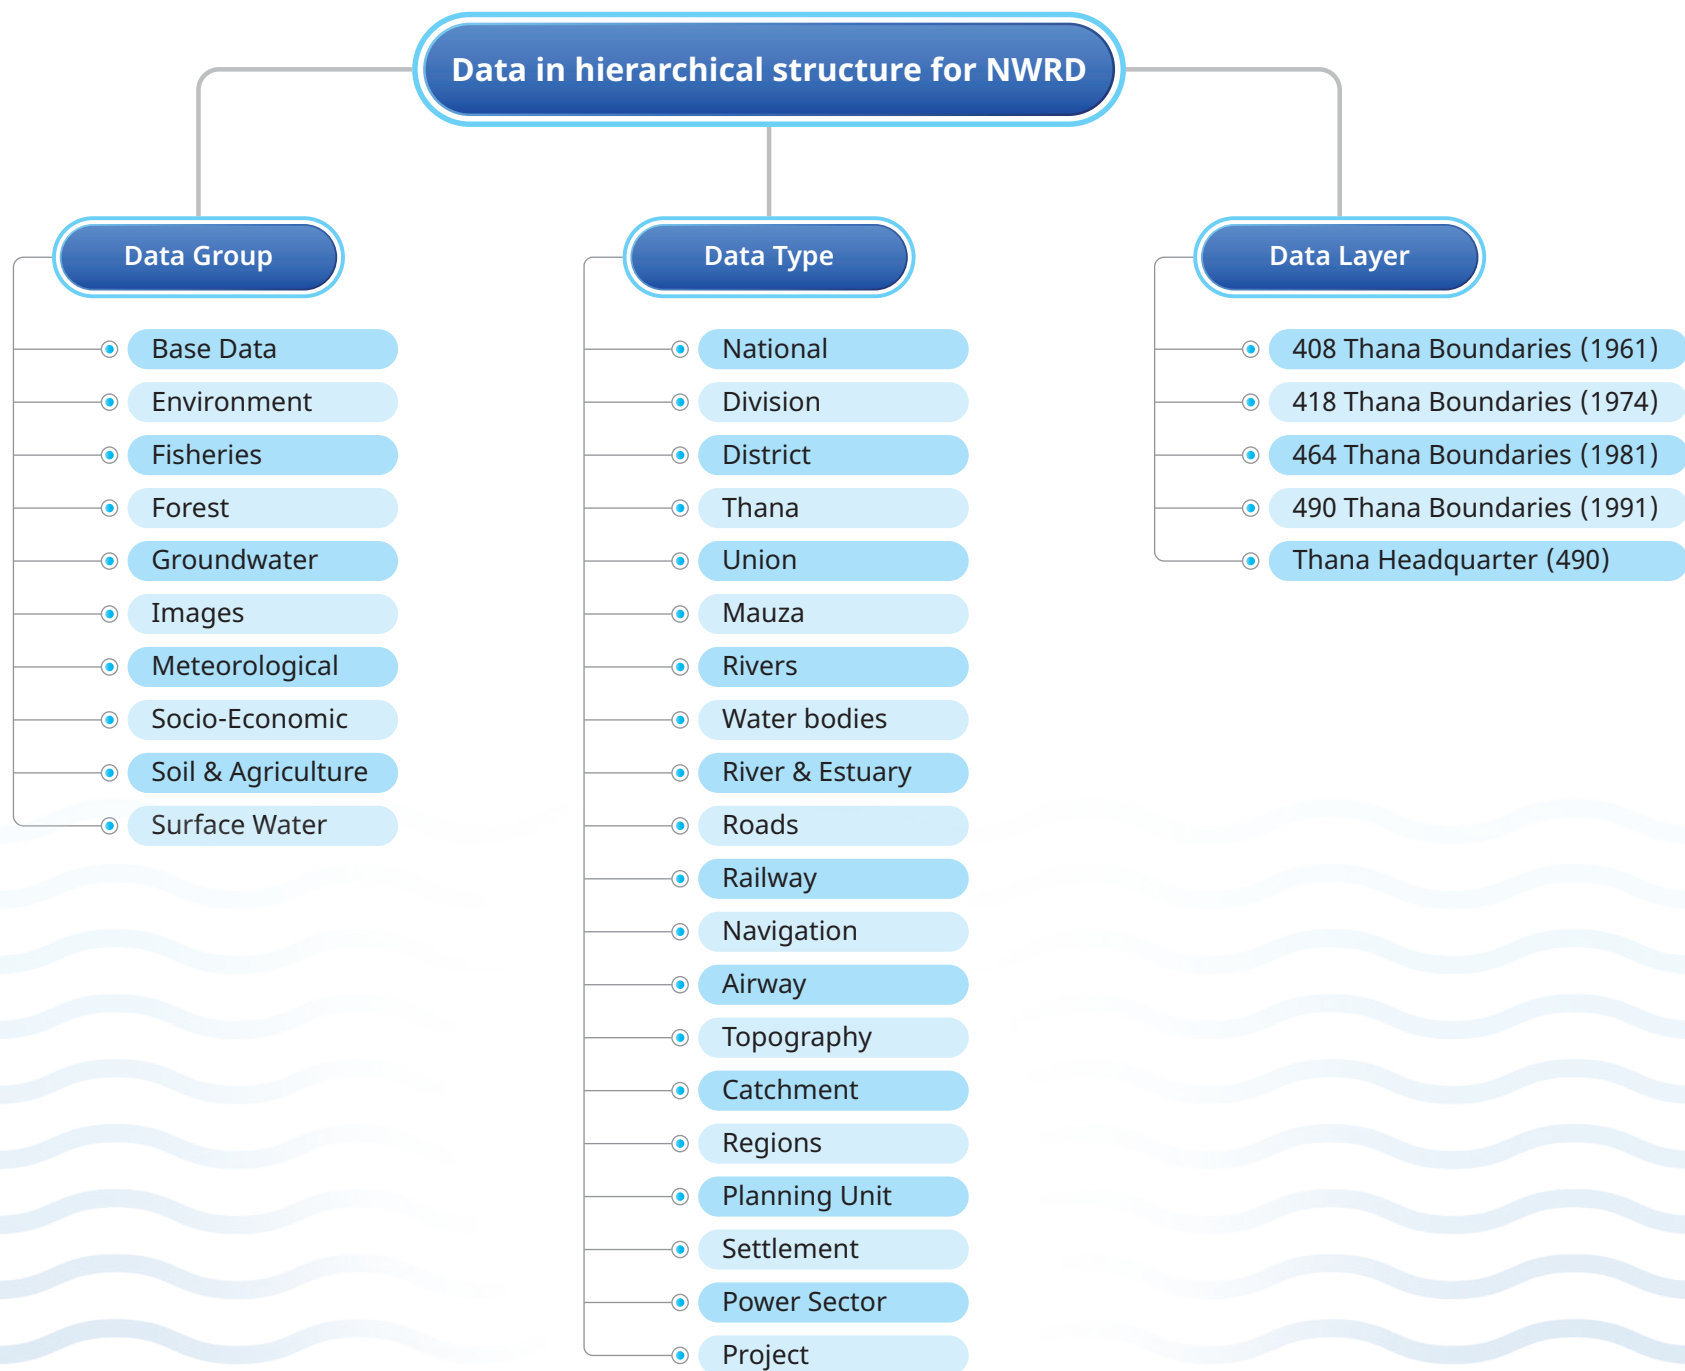 Data in hierarchical structure for NWRD
Data Group
Base Data
Environment
Fisheries
Forest
Groundwater
Images
Meteorological
Socio-Economic
Soil & Agriculture
Surface Water
Data Type
National
Division
District
Thana
Union
Mauza
Rivers
Water bodies
River & Estuary
Roads
Railway
Navigation
Airway
Topography
Catchment
Regions
Planning Unit
Settlement
Power Sector
Project
Data Layer
408 Thana Boundaries (1961)
418 Thana Boundaries (1974)
464 Thana Boundaries (1981)
490 Thana Boundaries (1991)
Thana Headquarter (490)